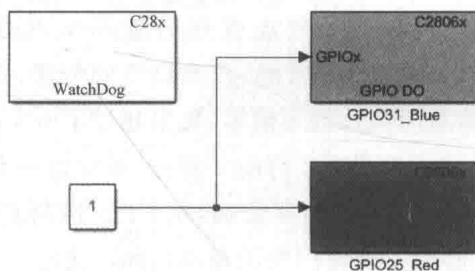 C28x
WatchDog
C2806x
GPIOx
GPIO DO
GPIO31_Blue
1
GPIO25_Red